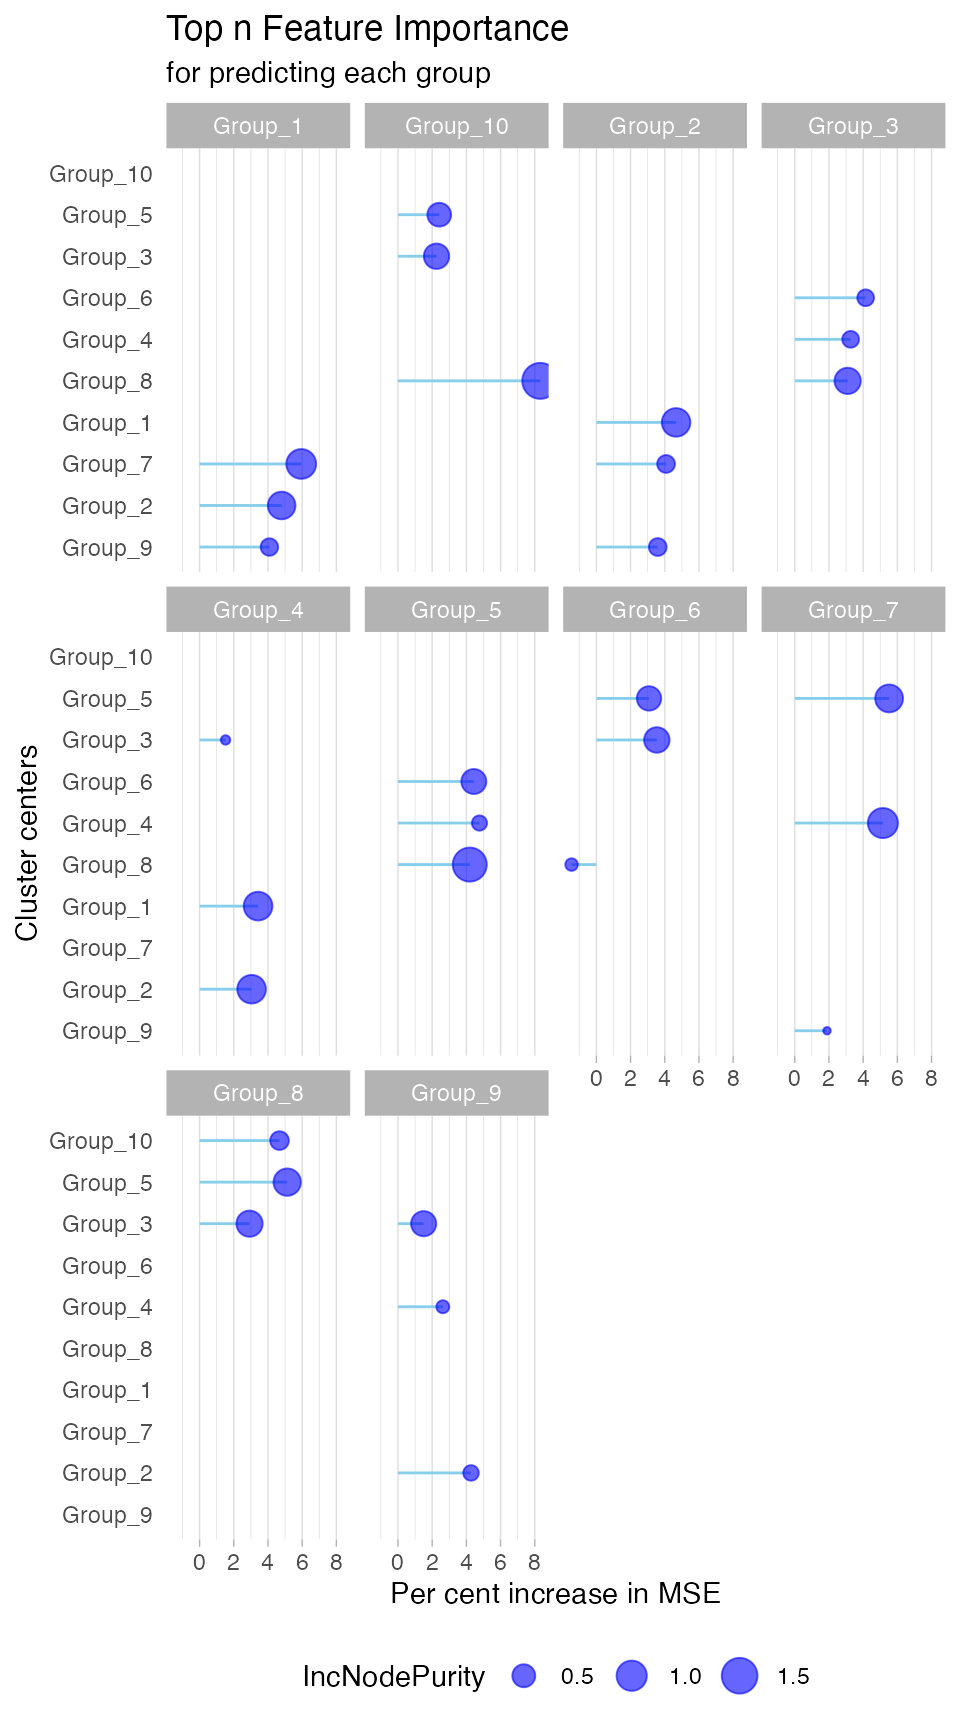 Top n Feature Importance
for predicting each group
Group_1 Group_10 Group_2 Group_3
Group_10
Group_5
Group_3
Group_6
Group_4
Group_8
Group_1
Group_7
Group_2
Group_9
Group_4 Group_5 Group_6 Group_7
Group_10
Group_5
Group_3
Group_6
Group_4
Group_8
Group_1
Group_7
Group_2
Group_9
0 2 4 6 8 0 2 4 6 8
Cluster centers
Group_8 Group_9
Group_10
Group_5
Group_3
Group_6
Group_4
Group_8
Group_1
Group_7
Group_2
Group_9
0 2 4 6 8 0 2 4 6 8
Per cent increase in MSE
IncNodePurity 0.5 1.0 1.5